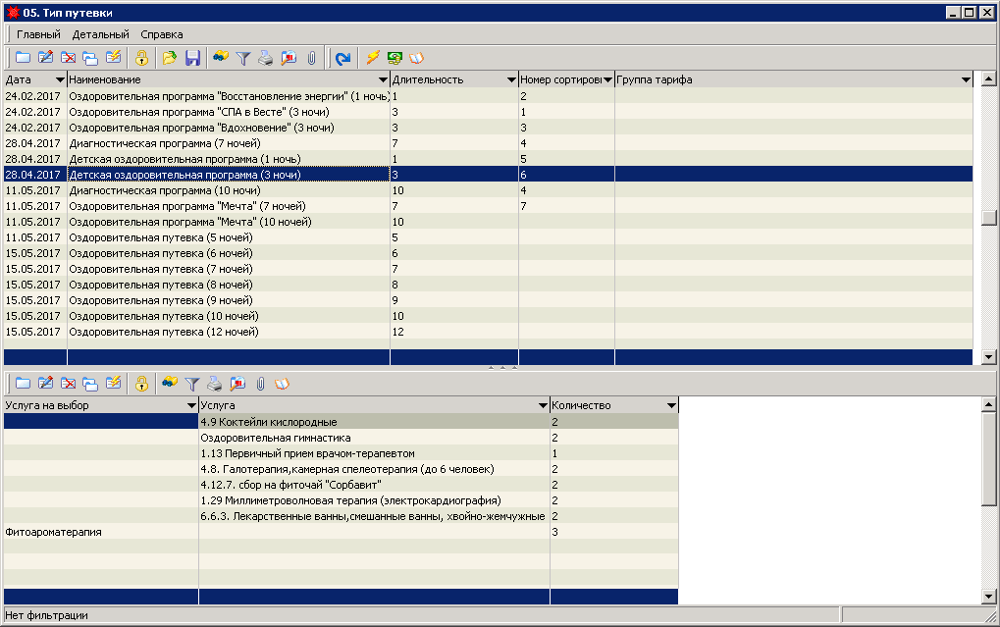 05. Тип путевки
Главный Детальный Справка
Дата Наименование Длительность Номер сортировн Группа тарифа
24.02.2017 Оздоровительная программа "Восстановление энергии" (1 ночь) 1 2
24.02.2017 Оздоровительная программа "СПА в Весте" (3 ночи) 3 1
24.02.2017 Оздоровительная программа "Вдохновение" (3 ночи) 3 3
28.04.2017 Диагностическая программа (7 ночей) 7 4
28.04.2017 Детская оздоровительная программа (1 ночь) 1 5
28.04.2017 Детская оздоровительная программа (3 ночи) 3 6
11.05.2017 Диагностическая программа (10 ночи) 10 4
11.05.2017 Оздоровительная программа "Мечта" (7 ночей) 7 7
11.05.2017 Оздоровительная программа "Мечта" (10 ночей) 10
11.05.2017 Оздоровительная путевка (5 ночей) 5
15.05.2017 Оздоровительная путевка (6 ночей) 6
15.05.2017 Оздоровительная путевка (7 ночей) 7
15.05.2017 Оздоровительная путевка (8 ночей) 8
15.05.2017 Оздоровительная путевка (9 ночей) 9
15.05.2017 Оздоровительная путевка (10 ночей) 10
15.05.2017 Оздоровительная путевка (12 ночей) 12
Услуга на выбор Услуга Количество
4.9 Коктейли кислородные 2
Оздоровительная гимнастика 2
1.13 Первичный прием врачом-терапевтом 1
4.8. Галотерапия,камерная спелеотерапия (до 6 человек) 2
4.12.7. сбор на фиточай "Сорбавит" 2
1.29 Миллиметроволновая терапия (электрокардиография) 2
6.6.3. Лекарственные ванны,смешанные ванны, хвойно-жемчужные 2
Фитоароматерапия 3
Нет фильтрации